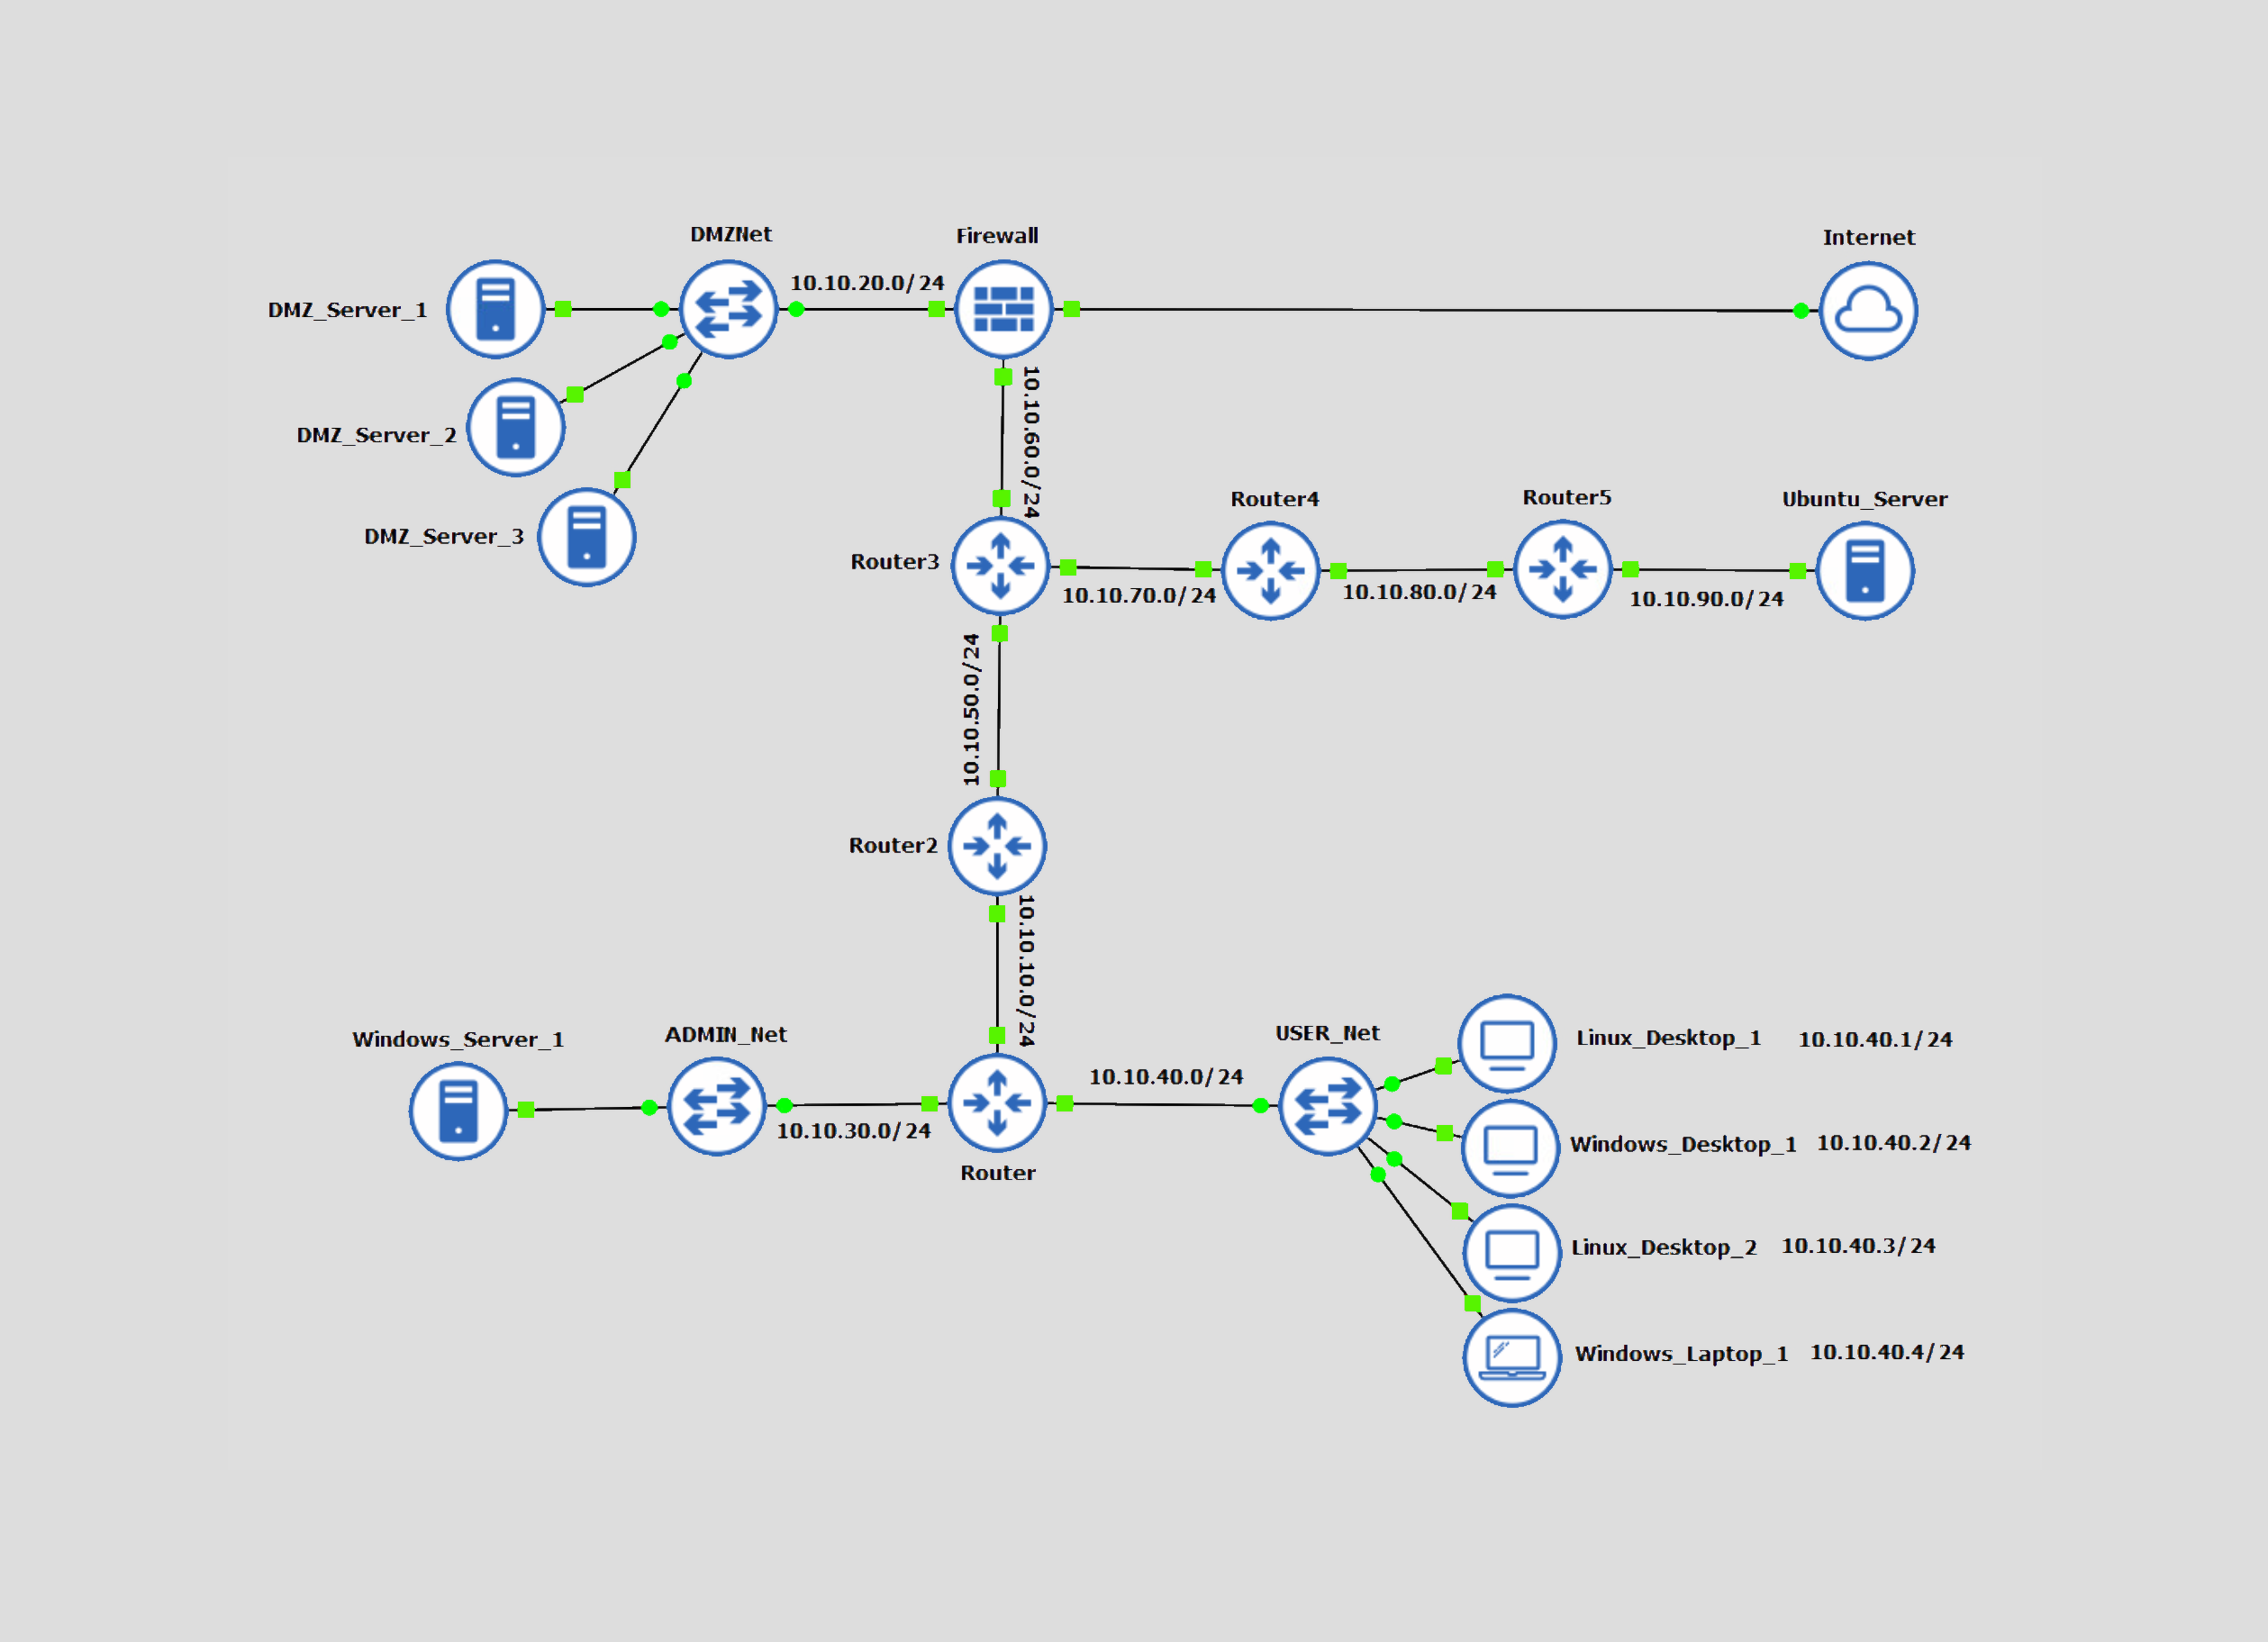 DMZNet
Firewall
Internet
10.10.20.0/24
DMZ_Server_1
DMZ_Server_2
10.10.60.0/24
DMZ_Server_3
Router3
Router4
Router5
Ubuntu_Server
10.10.70.0/24
10.10.80.0/24
10.10.90.0/24
10.10.50.0/24
Router2
10.10.10.0/24
Windows_Server_1
ADMIN_Net
USER_Net
Linux_Desktop_1 10.10.40.1/24
10.10.40.0/24
10.10.30.0/24
Windows_Desktop_1 10.10.40.2/24
Router
Linux_Desktop_2 10.10.40.3/24
Windows_Laptop_1 10.10.40.4/24